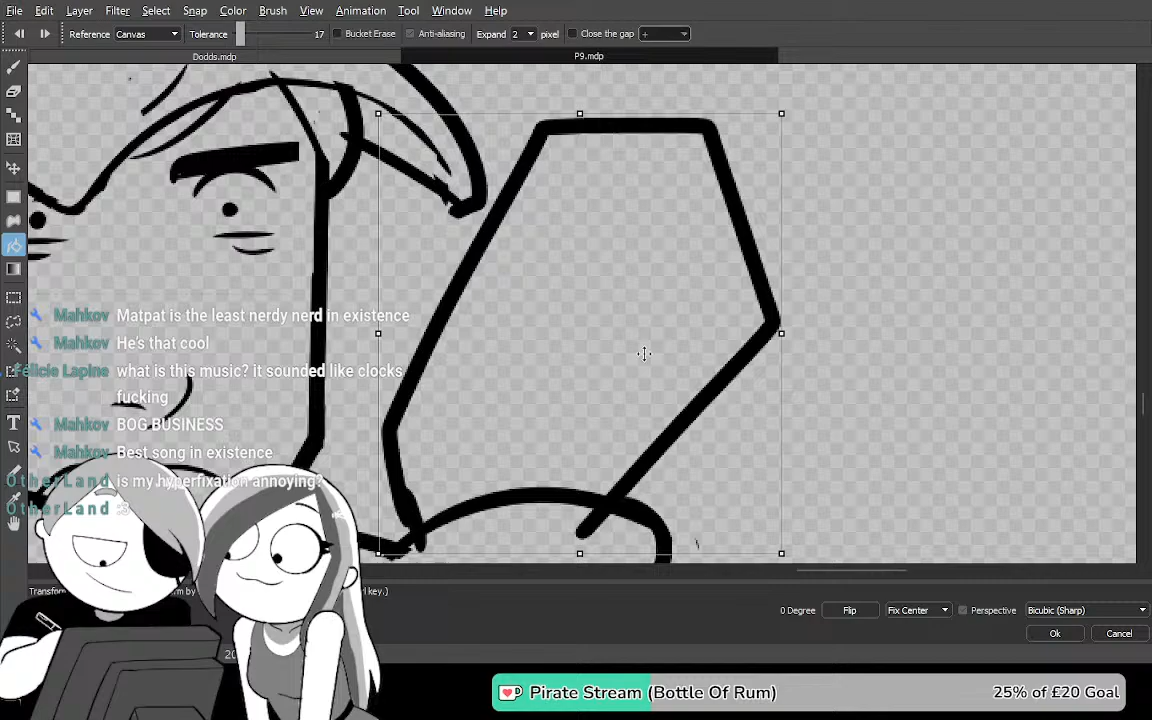 File Edit Layer Filter Select Snap Color Brush View Animation Tool Window Help
Reference Canvas Tolerance 17 Bucket Erase Anti-aliasing Expand 2 pixel Close the gap +
Dodds.mdp P9.mdp
Mahkov Matpat is the least nerdy nerd in existence
Mahkov He's that cool
Félicie Lapine what is this music? it sounded like clocks
fucking
Mahkov BOG BUSINESS
Mahkov Best song in existence
OtherLand is my hyperfixation annoying?
OtherLand :3
T
key.)
0 Degree Flip Fix Center Perspective Bicubic (Sharp)
Ok Cancel
Pirate Stream (Bottle Of Rum) 25% of £20 Goal